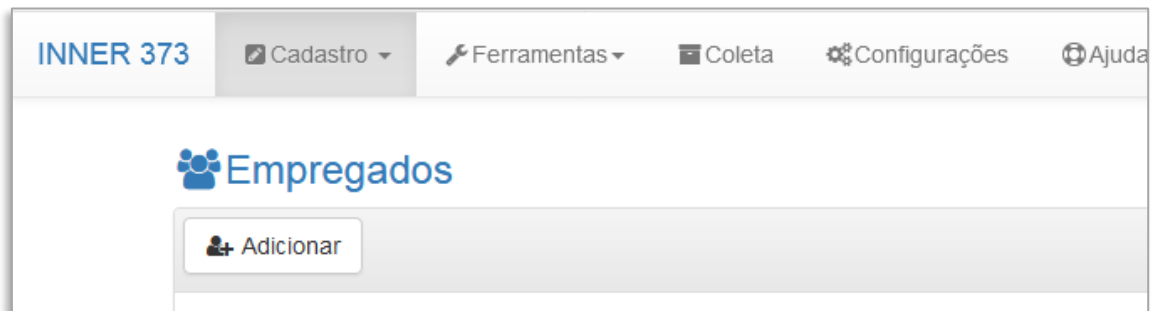 INNER 373 Cadastro Ferramentas Coleta Configurações Ajuda
Empregados
Adicionar